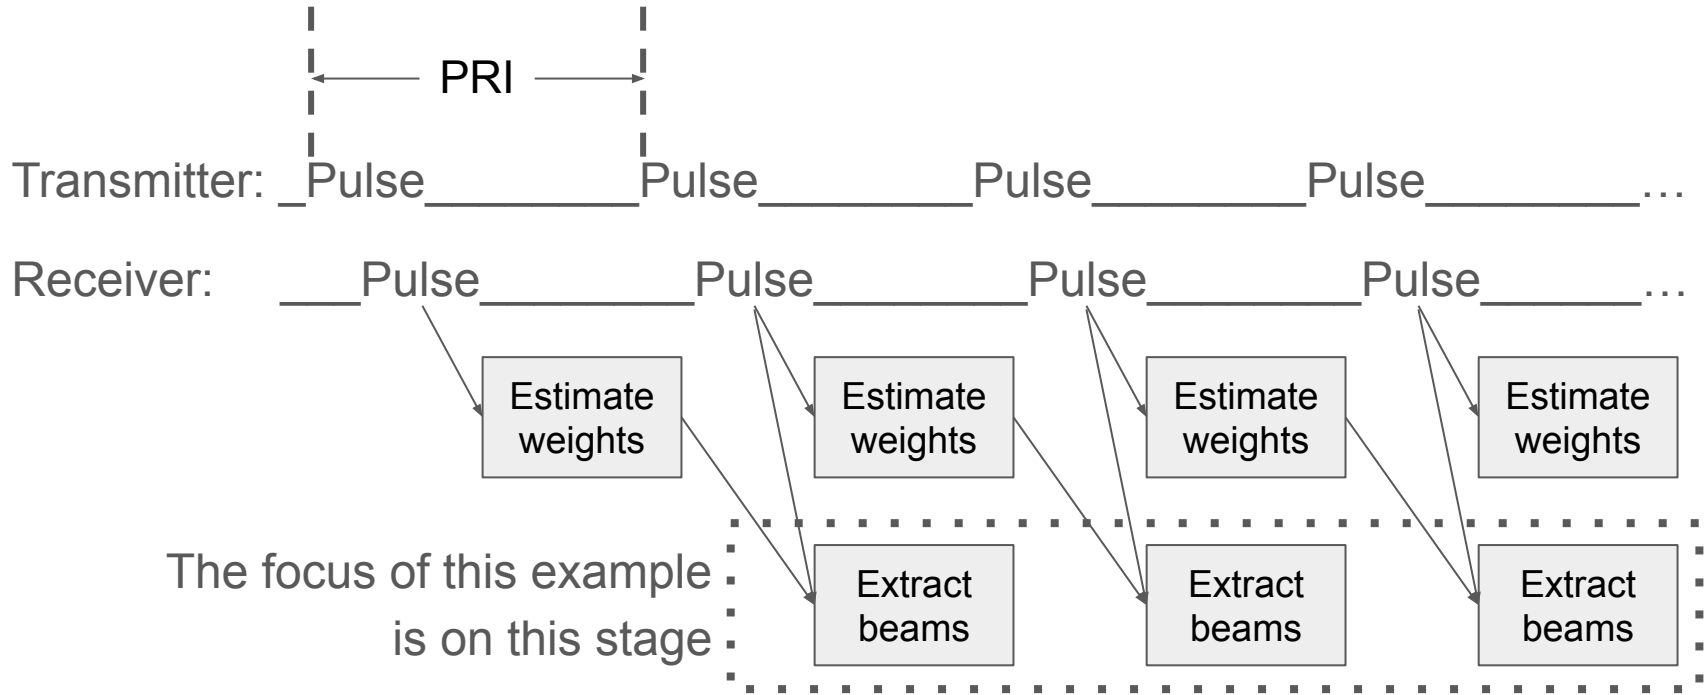 PRI
Transmitter: _Pulse________Pulse________Pulse________Pulse________…
Receiver: ___Pulse________Pulse________Pulse________Pulse______…
Estimate weights Estimate weights Estimate weights Estimate weights
The focus of this example
is on this stage
Extract beams Extract beams Extract beams